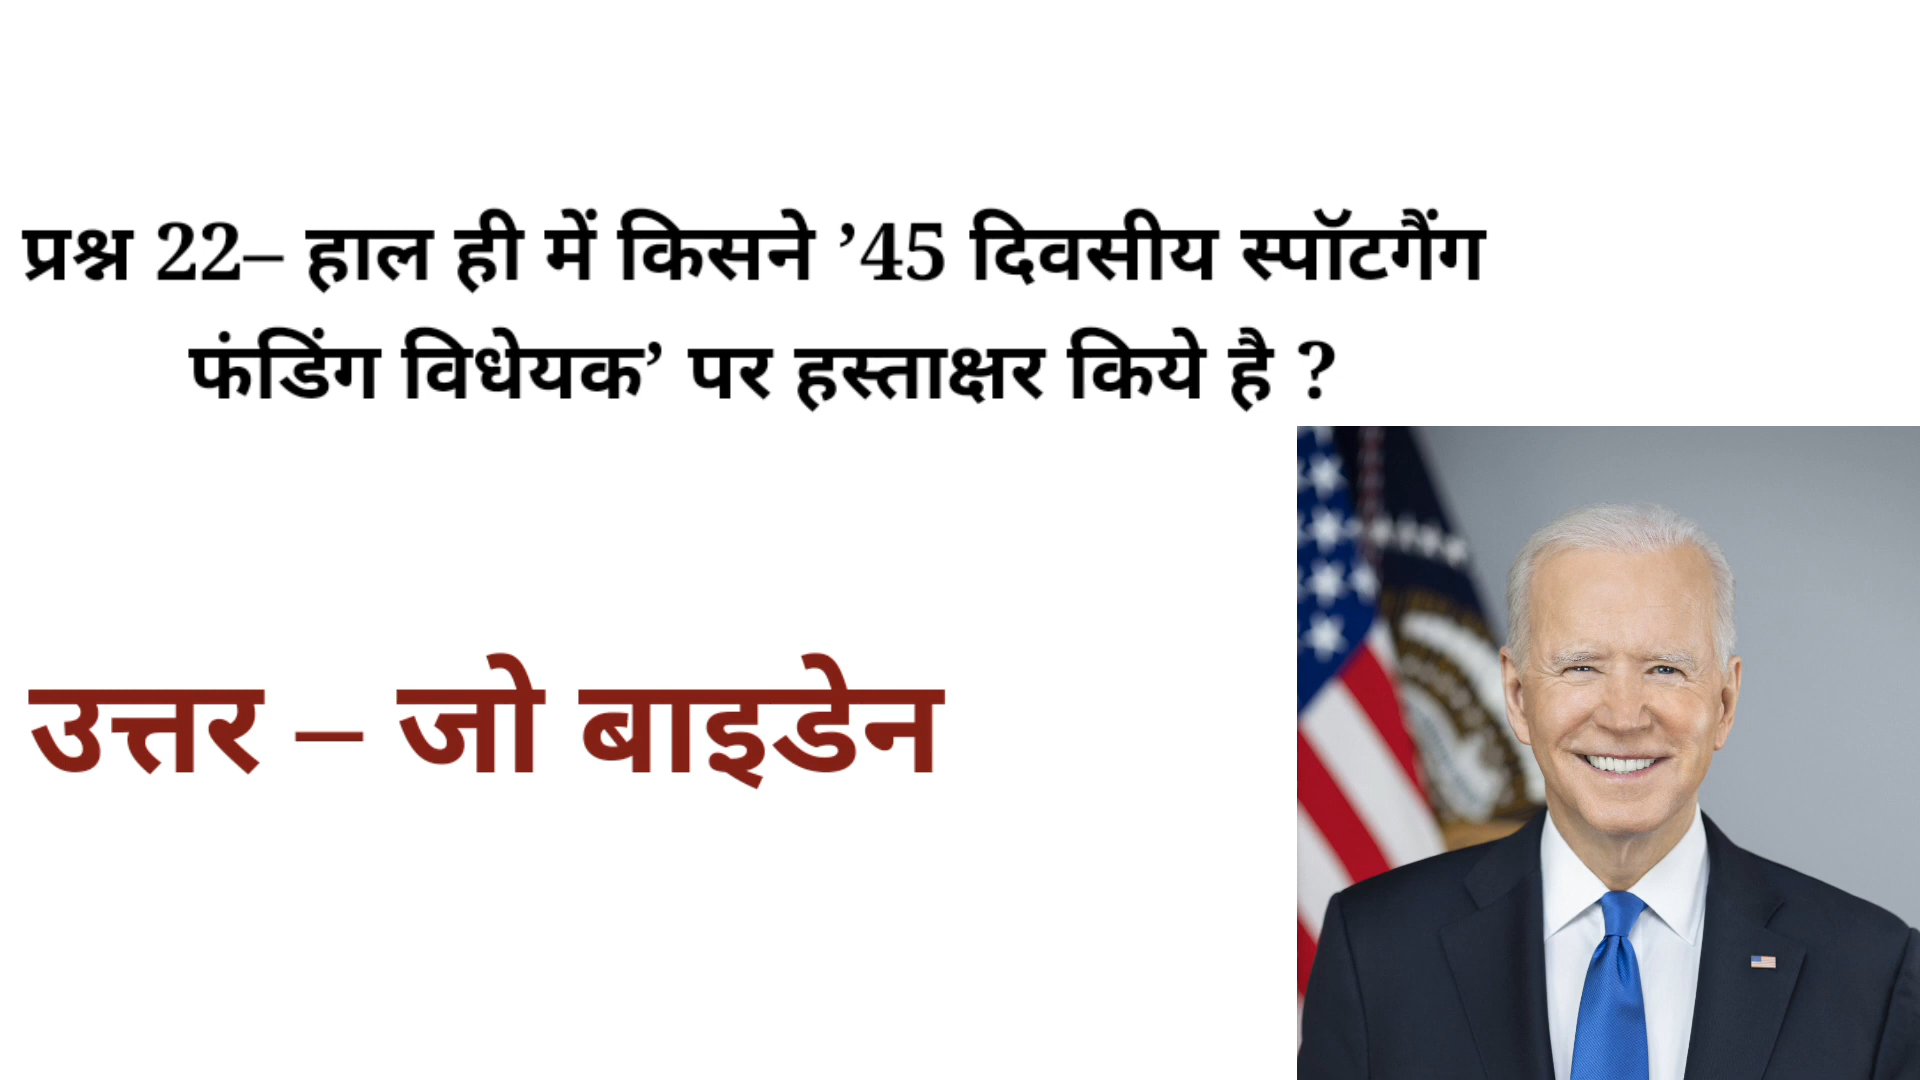 प्रश्न 22– हाल ही में किसने ’45 दिवसीय स्पॉटगैंग
फंडिंग विधेयक’ पर हस्ताक्षर किये है ?
उत्तर – जो बाइडेन